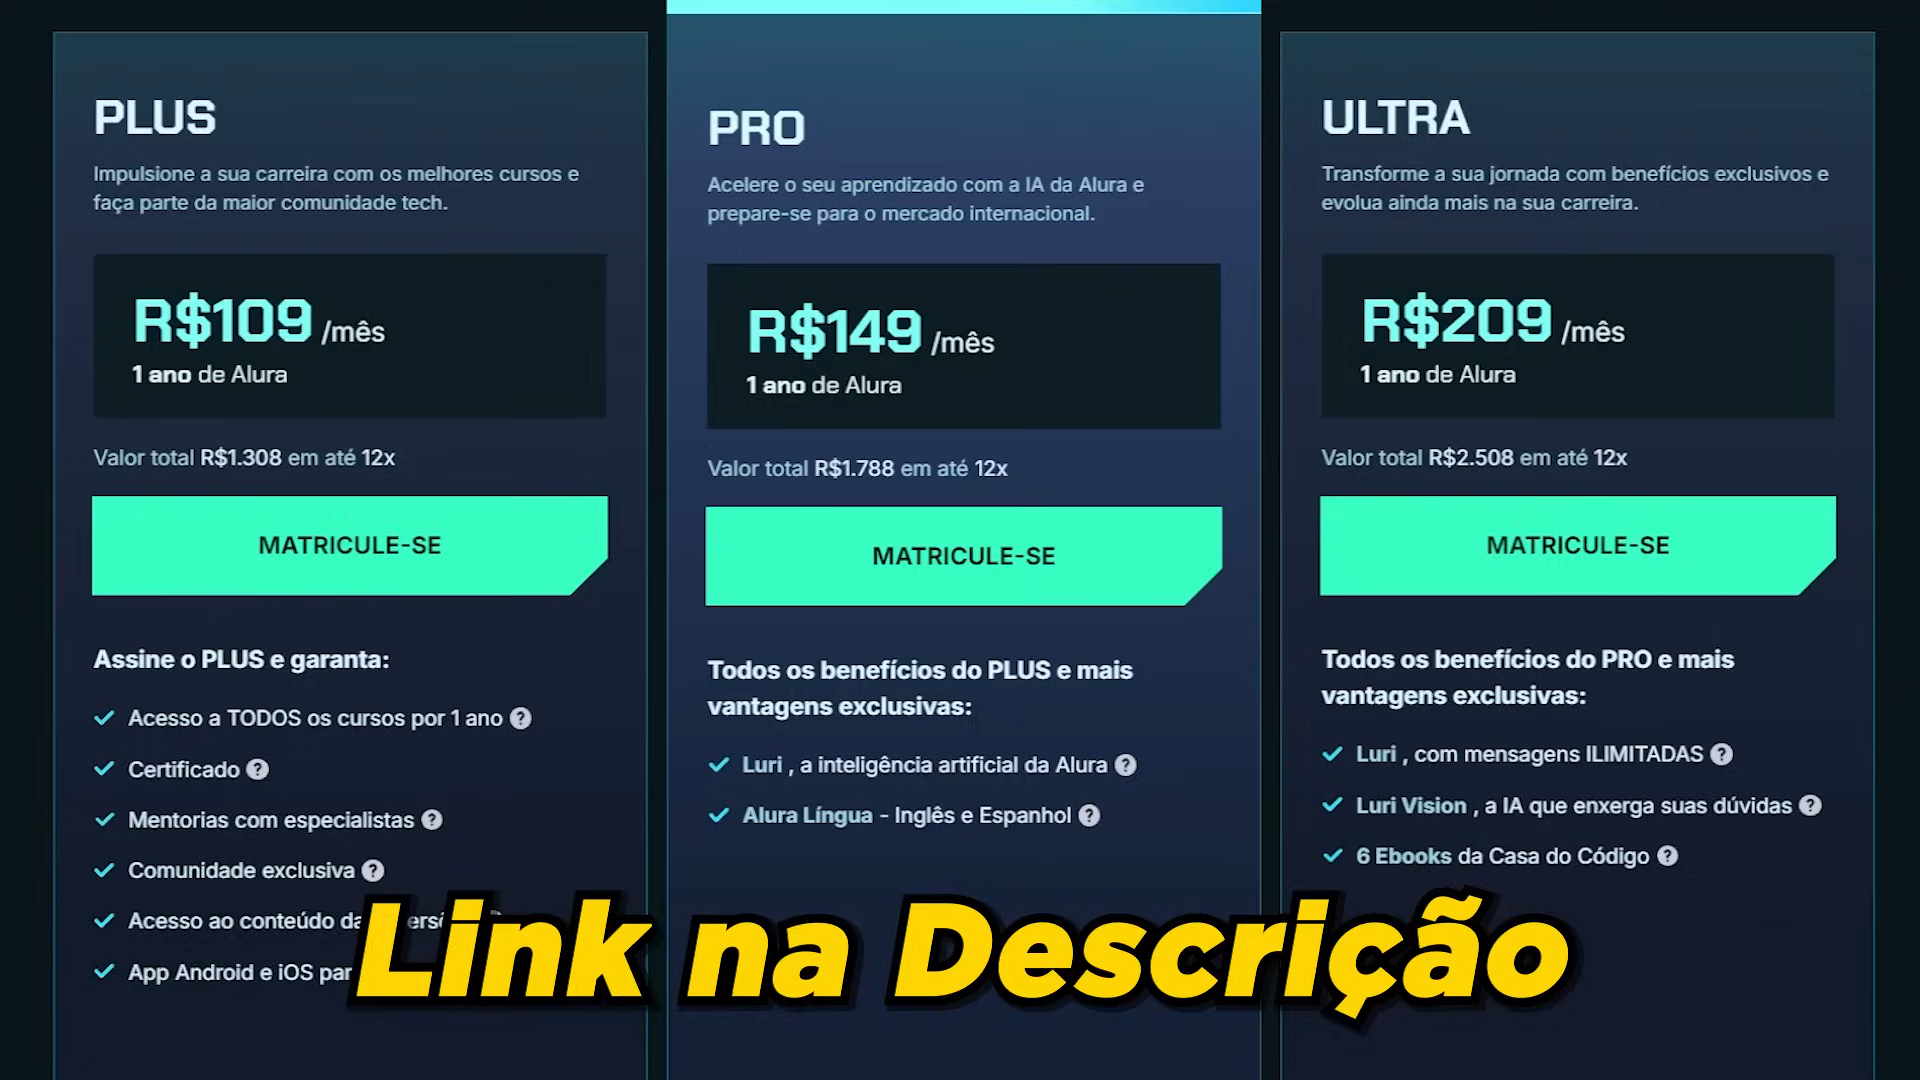 PLUS
Impulsione a sua carreira com os melhores cursos e
faça parte da maior comunidade tech.
R$109 /mês
1 ano de Alura
Valor total R$1.308 em até 12x
MATRICULE-SE
Assine o PLUS e garanta:
Acesso a TODOS os cursos por 1 ano ?
Certificado ?
Mentorias com especialistas ?
Comunidade exclusiva ?
Acesso ao conteúdo
App Android e iOS
PRO
Acelere o seu aprendizado com a IA da Alura e
prepare-se para o mercado internacional.
R$149 /mês
1 ano de Alura
Valor total R$1.788 em até 12x
MATRICULE-SE
Todos os benefícios do PLUS e mais
vantagens exclusivas:
Luri , a inteligência artificial da Alura ?
Alura Língua - Inglês e Espanhol ?
ULTRA
Transforme a sua jornada com benefícios exclusivos e
evolua ainda mais na sua carreira.
R$209 /mês
1 ano de Alura
Valor total R$2.508 em até 12x
MATRICULE-SE
Todos os benefícios do PRO e mais
vantagens exclusivas:
Luri , com mensagens ILIMITADAS ?
Luri Vision , a IA que enxerga suas dúvidas ?
6 Ebooks da Casa do Código ?
Link na Descrição